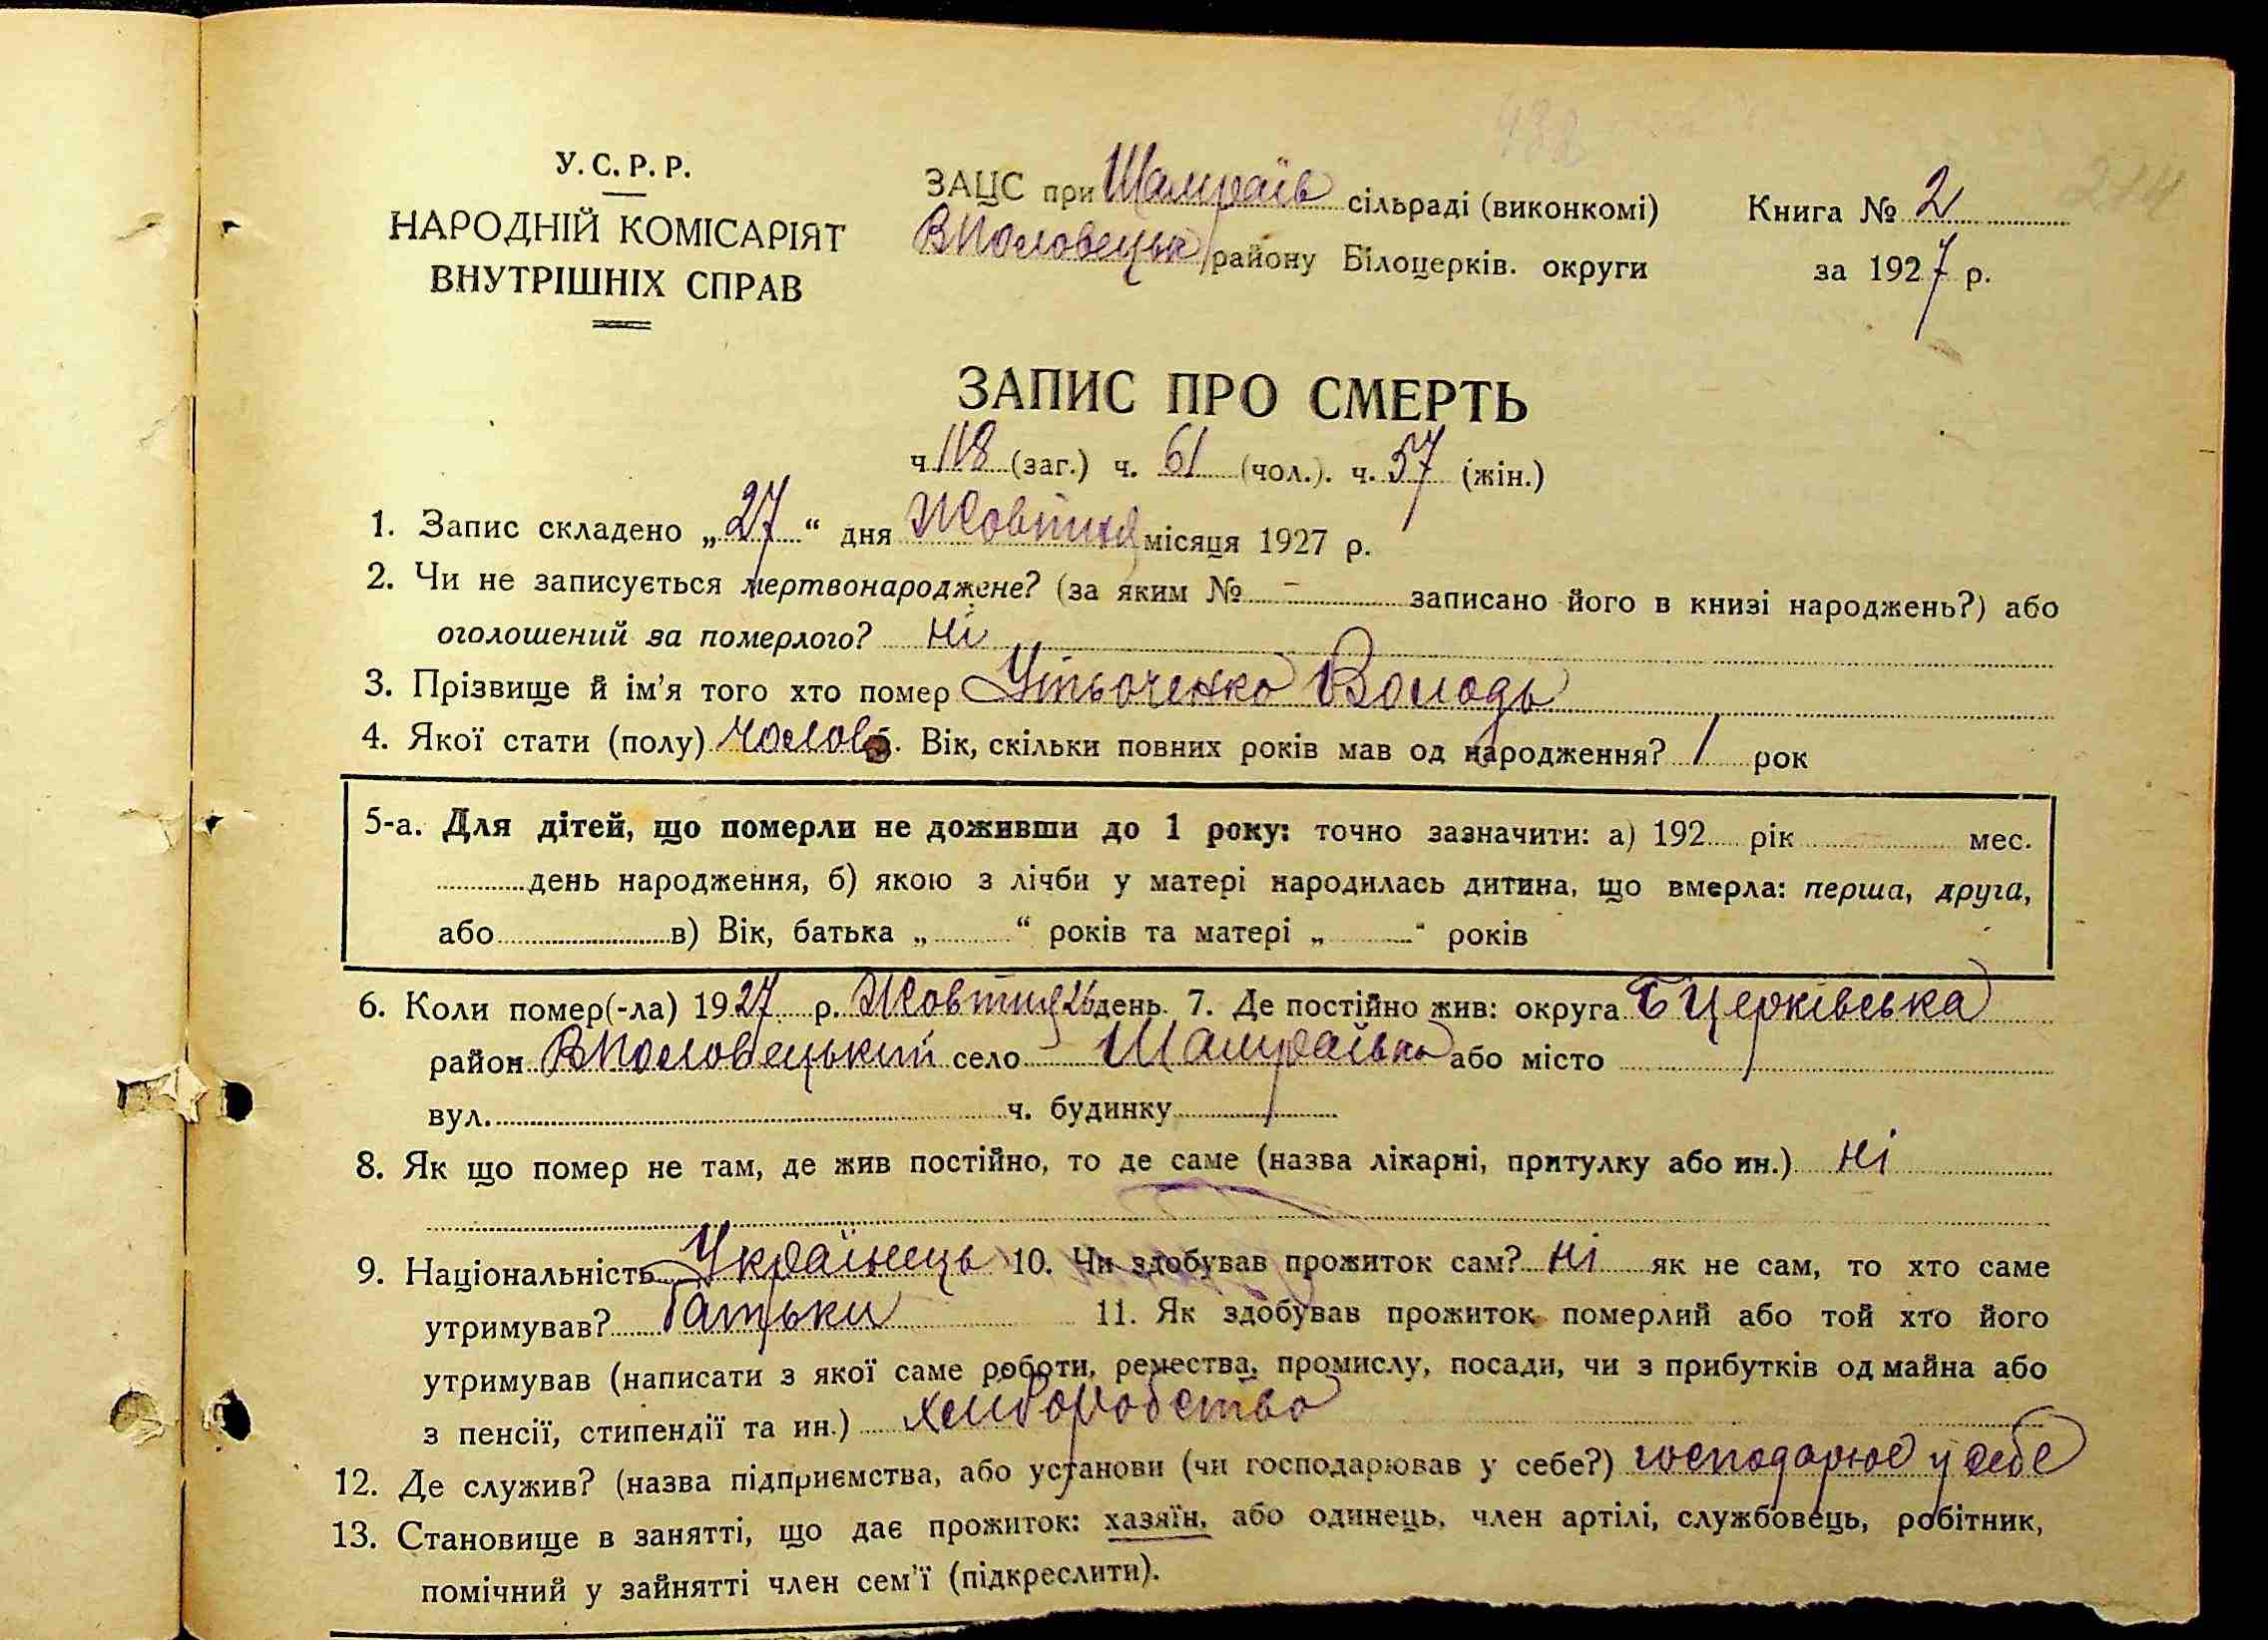 У.С.Р.Р.
НАРОДНІЙ КОМІСАРІЯТ
ВНУТРІШНІХ СПРАВ
ЗАЦС при Шамраїв сільраді (виконкомі)
ВПоловецьк району Білоцерків. округи
Книга № 2
за 1927 р.
ЗАПИС ПРО СМЕРТЬ
ч 118 (заг.) ч. 61 (чол.). ч. 57 (жін.)
1. Запис складено „27“ дня Жовтня місяця 1927 р.
2. Чи не записується мертвонароджене? (за яким № - записано його в книзі народжень?) або
оголошений за померлого? ні
3. Прізвище й ім'я того хто помер Володь
4. Якої стати (полу) чолов. Вік, скільки повних років мав од народження? 1 рок
5-а. Для дітей, що померли не доживши до 1 року: точно зазначити: а) 192 рік мес.
день народження, б) якою з лічби у матері народилась дитина, що вмерла: перша, друга,
або в) Вік, батька „ “ років та матері „ “ років
6. Коли помер(-ла) 1927 р. Жовтня 26 день. 7. Де постійно жив: округа БЦерківська
район ВПоловецький село Шамраївка або місто
вул. ч. будинку
8. Як що помер не там, де жив постійно, то де саме (назва лікарні, притулку або ин.) ні
9. Національність Українець 10. Чи здобував прожиток сам? ні як не сам, то хто саме
утримував? батьки 11. Як здобував прожиток померлий або той хто його
утримував (написати з якої саме роботи, ремества, промислу, посади, чи з прибутків од майна або
з пенсії, стипендії та ин.) хліборобство
12. Де служив? (назва підприємства, або установи (чи господарював у себе?) господарює у себе
13. Становище в занятті, що дає прожиток: хазяїн, або одинець, член артілі, службовець, робітник,
помічний у зайнятті член сем'ї (підкреслити).